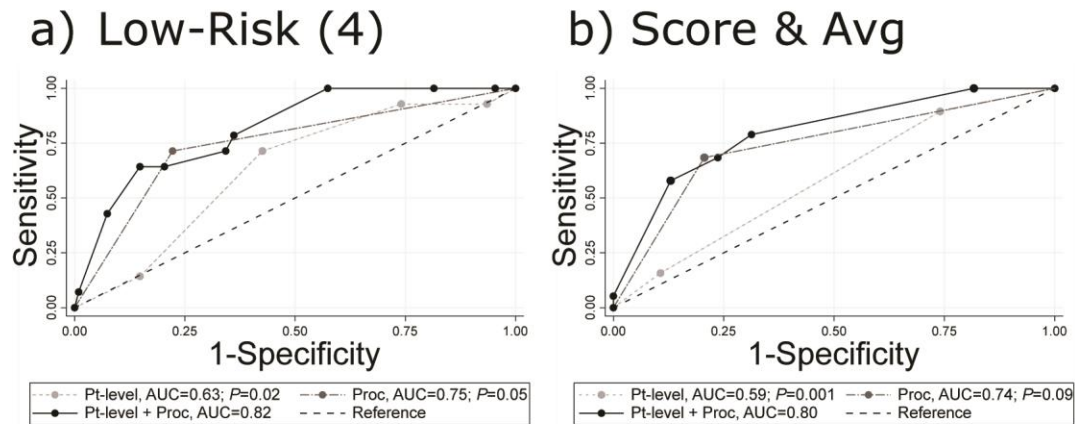 a) Low-Risk (4)
Sensitivity
1.00
0.75
0.50
0.25
0.00
0.00 0.25 0.50 0.75 1.00
1-Specificity
Pt-level, AUC=0.63; P=0.02 Proc, AUC=0.75; P=0.05
Pt-level + Proc, AUC=0.82 Reference
b) Score & Avg
Sensitivity
1.00
0.75
0.50
0.25
0.00
0.00 0.25 0.50 0.75 1.00
1-Specificity
Pt-level, AUC=0.59; P=0.001 Proc, AUC=0.74; P=0.09
Pt-level + Proc, AUC=0.80 Reference